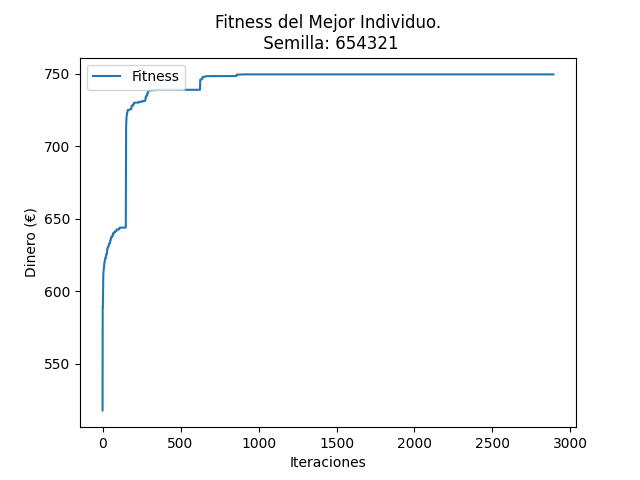 Fitness del Mejor Individuo.
Semilla: 654321
Fitness
750
700
650
600
550
Dinero (€)
0
500
1000
1500
2000
2500
3000
Iteraciones